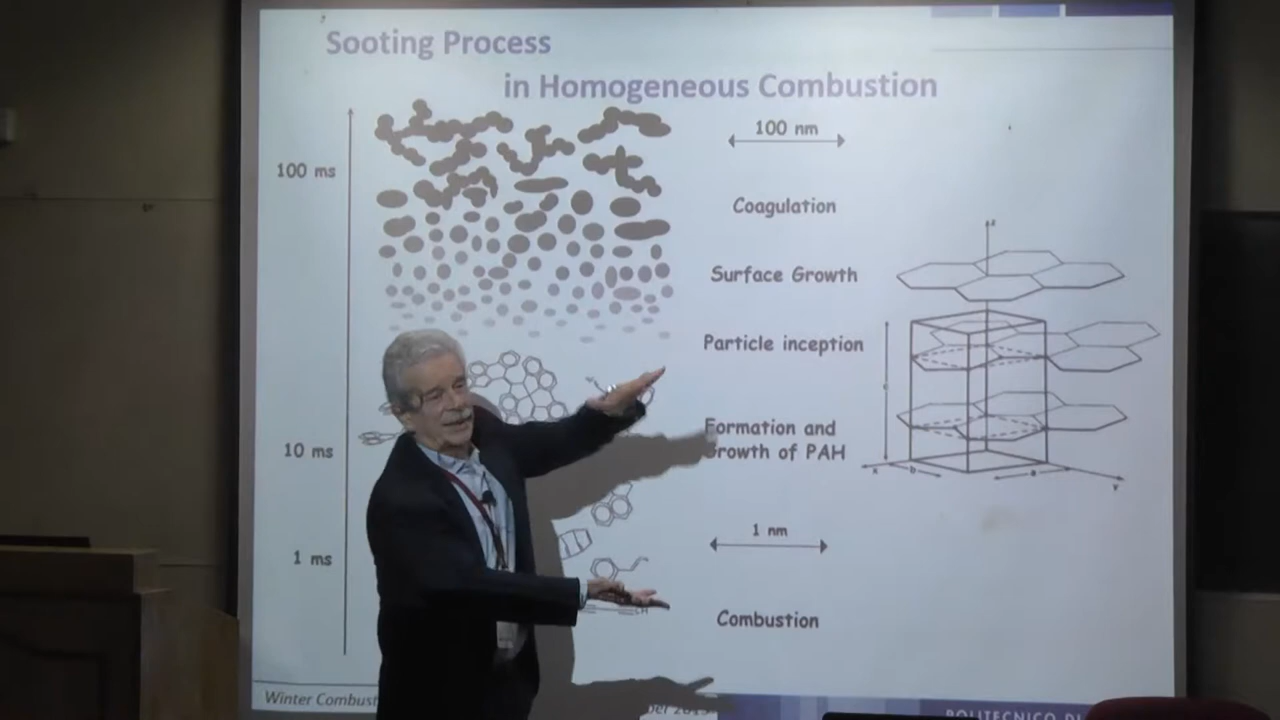 Sooting Process
in Homogeneous Combustion
100 nm
100 ms
Coagulation
Surface Growth
Particle inception
Formation and
Growth of PAH
10 ms
1 nm
1 ms
Combustion
Winter
POLITECNICO